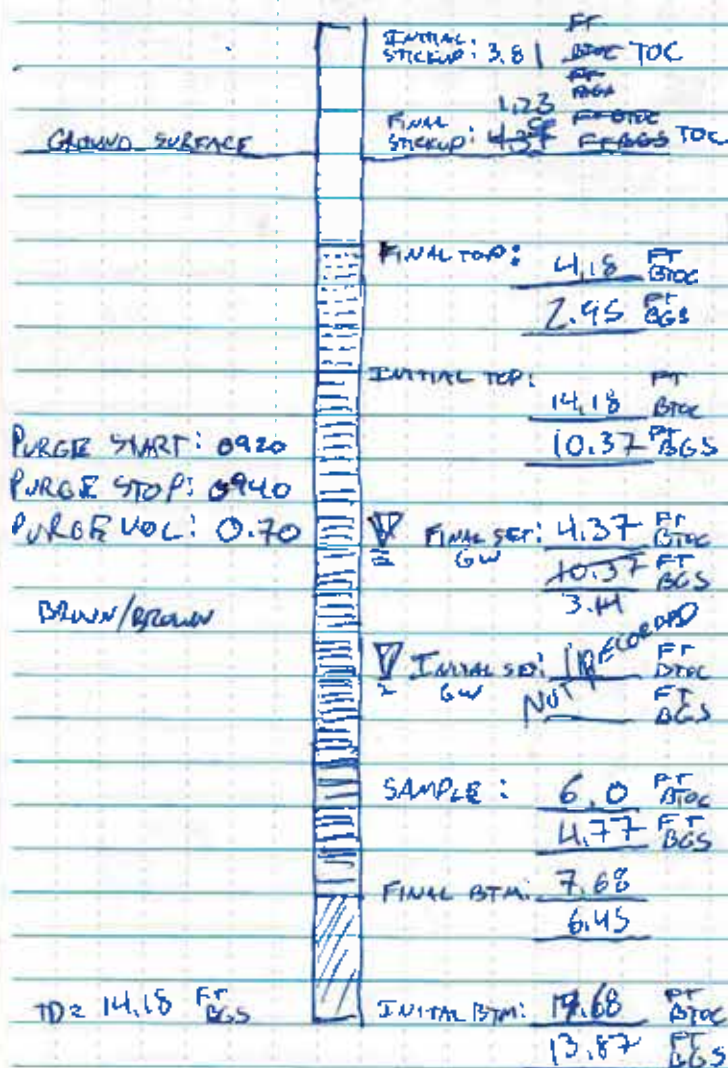 INITIAL FT
STICKUP: 3.81 BTOC TOC
1.23 FT BGS
FINAL FT BTOC
STICKUP: FT BGS TOC
GROUND SURFACE
FINAL TOP: 4.18 FT BTOC
2.95 FT BGS
INITIAL TOP: FT
14.18 BTOC
10.37 FT BGS
PURGE START: 0920
PURGE STOP: 0940
PURGE VOL: 0.70
FINAL SET: 4.37 FT BTOC
GW 10.37 FT BGS
3.14
BROWN/BROWN
INITIAL SET: NOT RECORDED FT BTOC
GW FT BGS
SAMPLE: 6.0 FT BTOC
4.77 FT BGS
FINAL BTM: 7.68
6.45
TD= 14.18 FT BGS
INITAL BTM: 17.68 FT BTOC
13.87 FT BGS